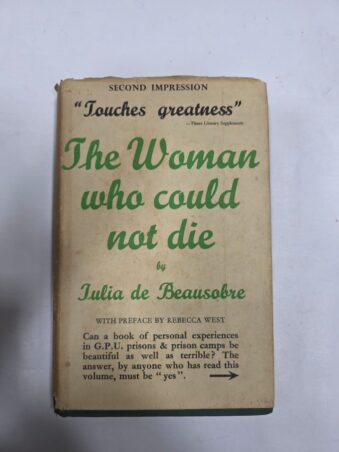 SECOND IMPRESSION
"Touches greatness"
—Times Literary Supplement
The Woman
who could
not die
by
Iulia de Beausobre
WITH PREFACE BY REBECCA WEST
Can a book of personal experiences
in G.P.U. prisons & prison camps be
beautiful as well as terrible? The
answer, by anyone who has read this
volume, must be "yes".